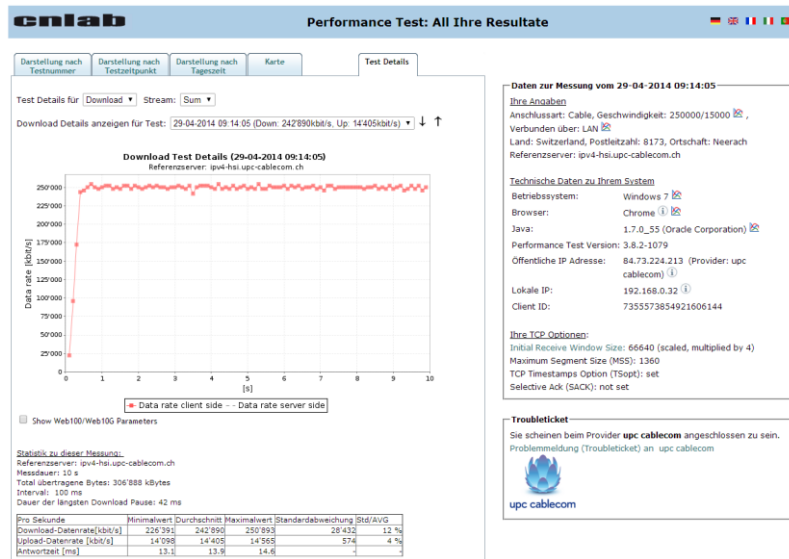 cnlab
Performance Test: All Ihre Resultate
Darstellung nach Testnummer
Darstellung nach Testzeitpunkt
Darstellung nach Tageszeit
Karte
Test Details
Test Details für Download Stream: Sum
Download Details anzeigen für Test: 29-04-2014 09:14:05 (Down: 242'890kbit/s, Up: 14'405kbit/s) ↓ ↑
Download Test Details (29-04-2014 09:14:05)
Referenzserver: ipv4-hsi.upc-cablecom.ch
Data rate [kbit/s]
250'000
225'000
200'000
175'000
150'000
125'000
100'000
75'000
50'000
25'000
0
0 1 2 3 4 5 6 7 8 9 10
[s]
Data rate client side Data rate server side
Show Web100/Web10G Parameters
Statistik zu dieser Messung:
Referenzserver: ipv4-hsi.upc-cablecom.ch
Messdauer: 10 s
Total übertragene Bytes: 306'888 kBytes
Interval: 100 ms
Dauer der längsten Download Pause: 42 ms
Pro Sekunde Minimalwert Durchschnitt Maximalwert Standardabweichung Std/AVG
Download-Datenrate[kbit/s] 226'391 242'890 250'893 28'432 12 %
Upload-Datenrate [kbit/s] 14'098 14'405 14'565 574 4 %
Antwortzeit [ms] 13.1 13.9 14.6 - -
Daten zur Messung vom 29-04-2014 09:14:05
Ihre Angaben
Anschlussart: Cable, Geschwindigkeit: 250000/15000 ,
Verbunden über: LAN
Land: Switzerland, Postleitzahl: 8173, Ortschaft: Neerach
Referenzserver: ipv4-hsi.upc-cablecom.ch
Technische Daten zu Ihrem System
Betriebssystem: Windows 7
Browser: Chrome
Java: 1.7.0_55 (Oracle Corporation)
Performance Test Version: 3.8.2-1079
Öffentliche IP Adresse: 84.73.224.213 (Provider: upc
cablecom)
Lokale IP: 192.168.0.32
Client ID: 7355573854921606144
Ihre TCP Optionen:
Initial Receive Window Size: 66640 (scaled, multiplied by 4)
Maximum Segment Size (MSS): 1360
TCP Timestamps Option (TSopt): set
Selective Ack (SACK): not set
Troubleticket
Sie scheinen beim Provider upc cablecom angeschlossen zu sein.
Problemmeldung (Troubleticket) an upc cablecom
upc cablecom